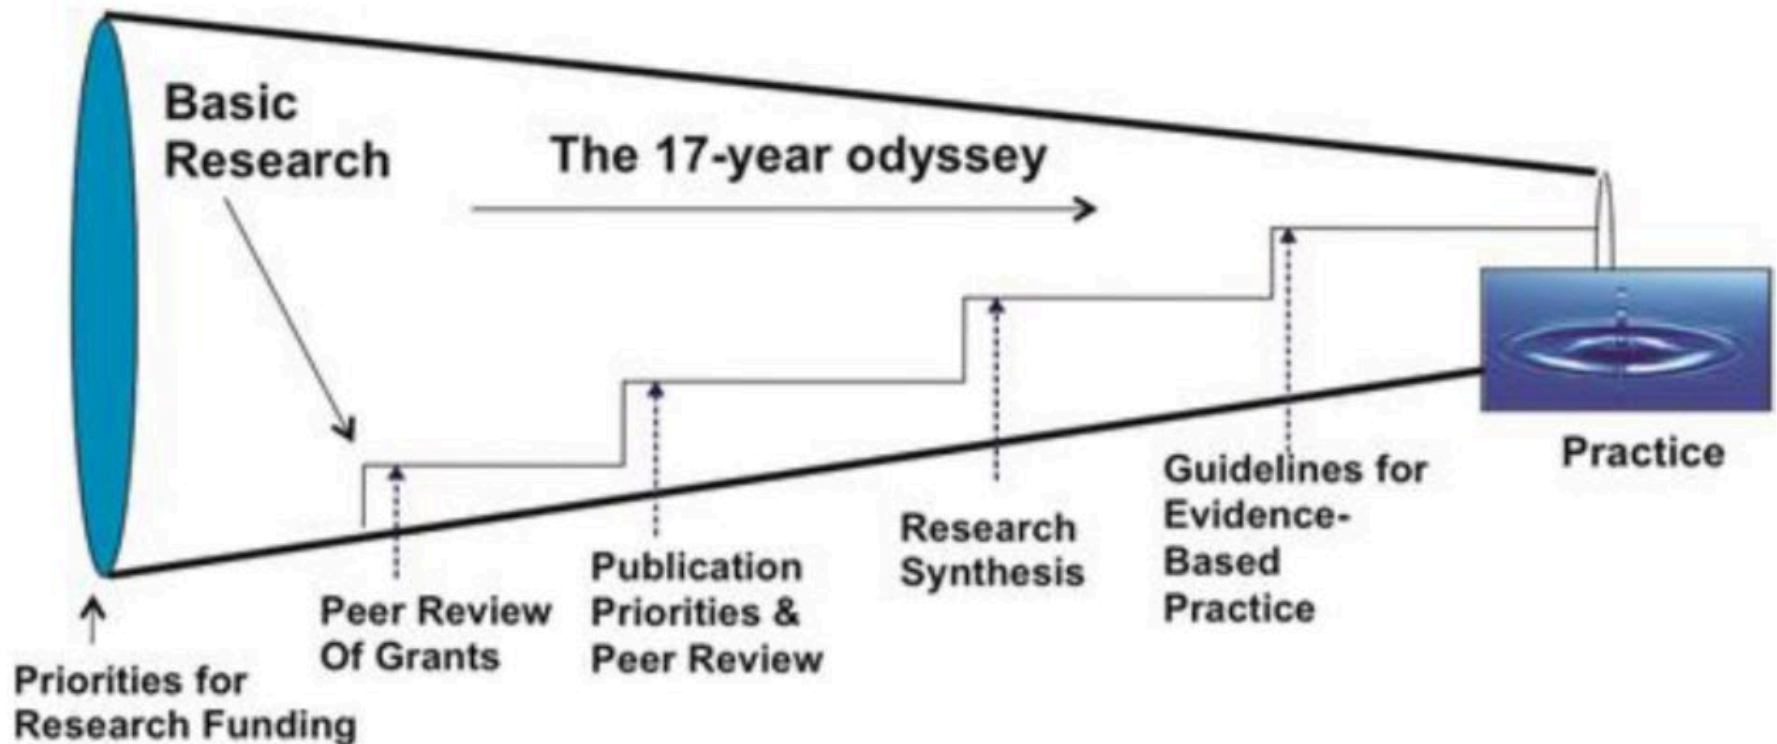 Basic
Research
The 17-year odyssey
Practice
Guidelines for
Evidence-
Based
Practice
Research
Synthesis
Publication
Priorities &
Peer Review
Peer Review
Of Grants
Priorities for
Research Funding